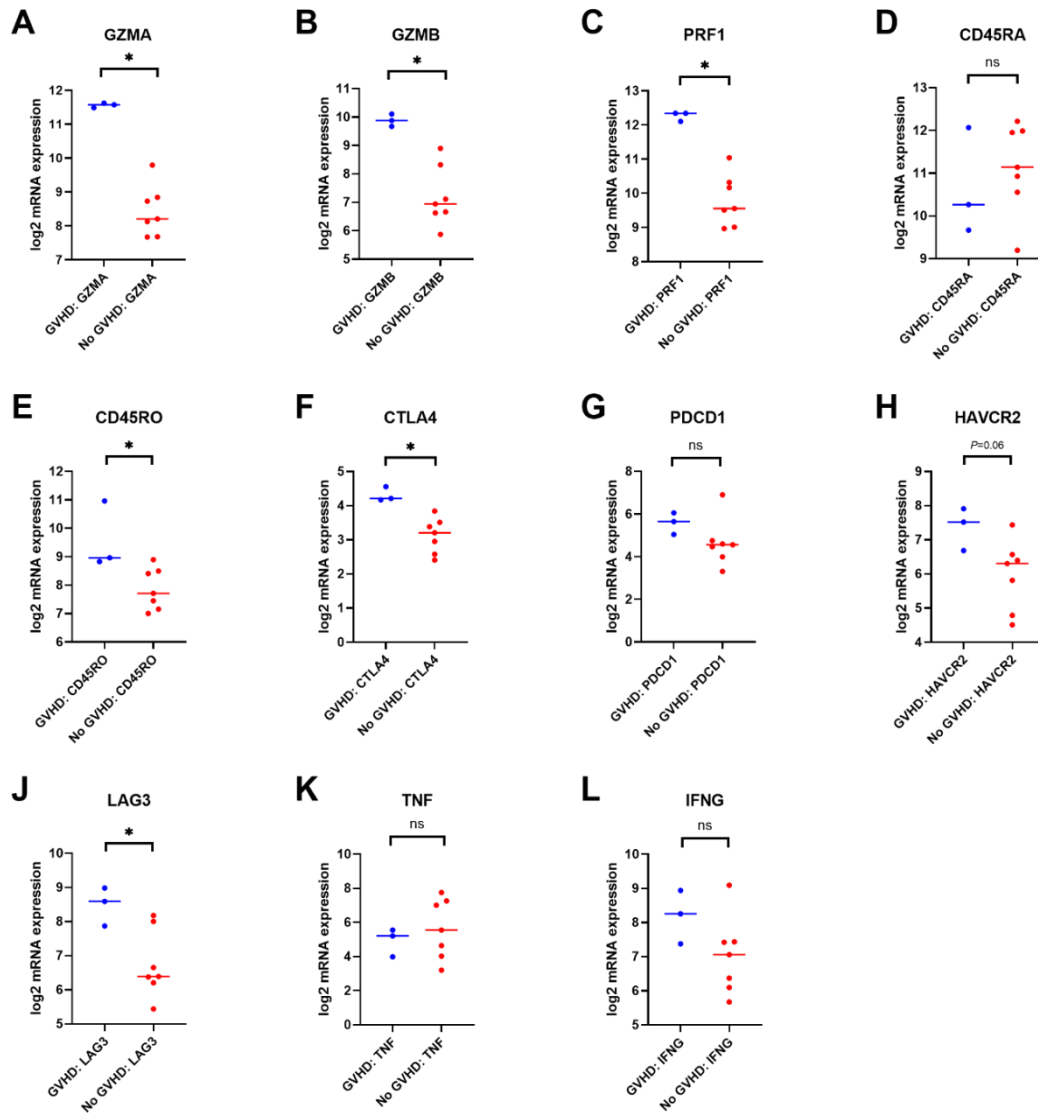 A
GZMA
*
log2 mRNA expression
12
11
10
9
8
7
GVHD: GZMA
No GVHD: GZMA
B
GZMB
*
log2 mRNA expression
11
10
9
8
7
6
5
GVHD: GZMB
No GVHD: GZMB
C
PRF1
*
log2 mRNA expression
13
12
11
10
9
8
GVHD: PRF1
No GVHD: PRF1
D
CD45RA
ns
log2 mRNA expression
13
12
11
10
9
GVHD: CD45RA
No GVHD: CD45RA
E
CD45RO
*
log2 mRNA expression
12
11
10
9
8
7
6
GVHD: CD45RO
No GVHD: CD45RO
F
CTLA4
*
log2 mRNA expression
5
4
3
2
1
0
GVHD: CTLA4
No GVHD: CTLA4
G
PDCD1
ns
log2 mRNA expression
8
6
4
2
0
GVHD: PDCD1
No GVHD: PDCD1
H
HAVCR2
P=0.06
log2 mRNA expression
9
8
7
6
5
4
GVHD: HAVCR2
No GVHD: HAVCR2
J
LAG3
*
log2 mRNA expression
10
9
8
7
6
5
GVHD: LAG3
No GVHD: LAG3
K
TNF
ns
log2 mRNA expression
10
8
6
4
2
0
GVHD: TNF
No GVHD: TNF
L
IFNG
ns
log2 mRNA expression
10
9
8
7
6
5
GVHD: IFNG
No GVHD: IFNG